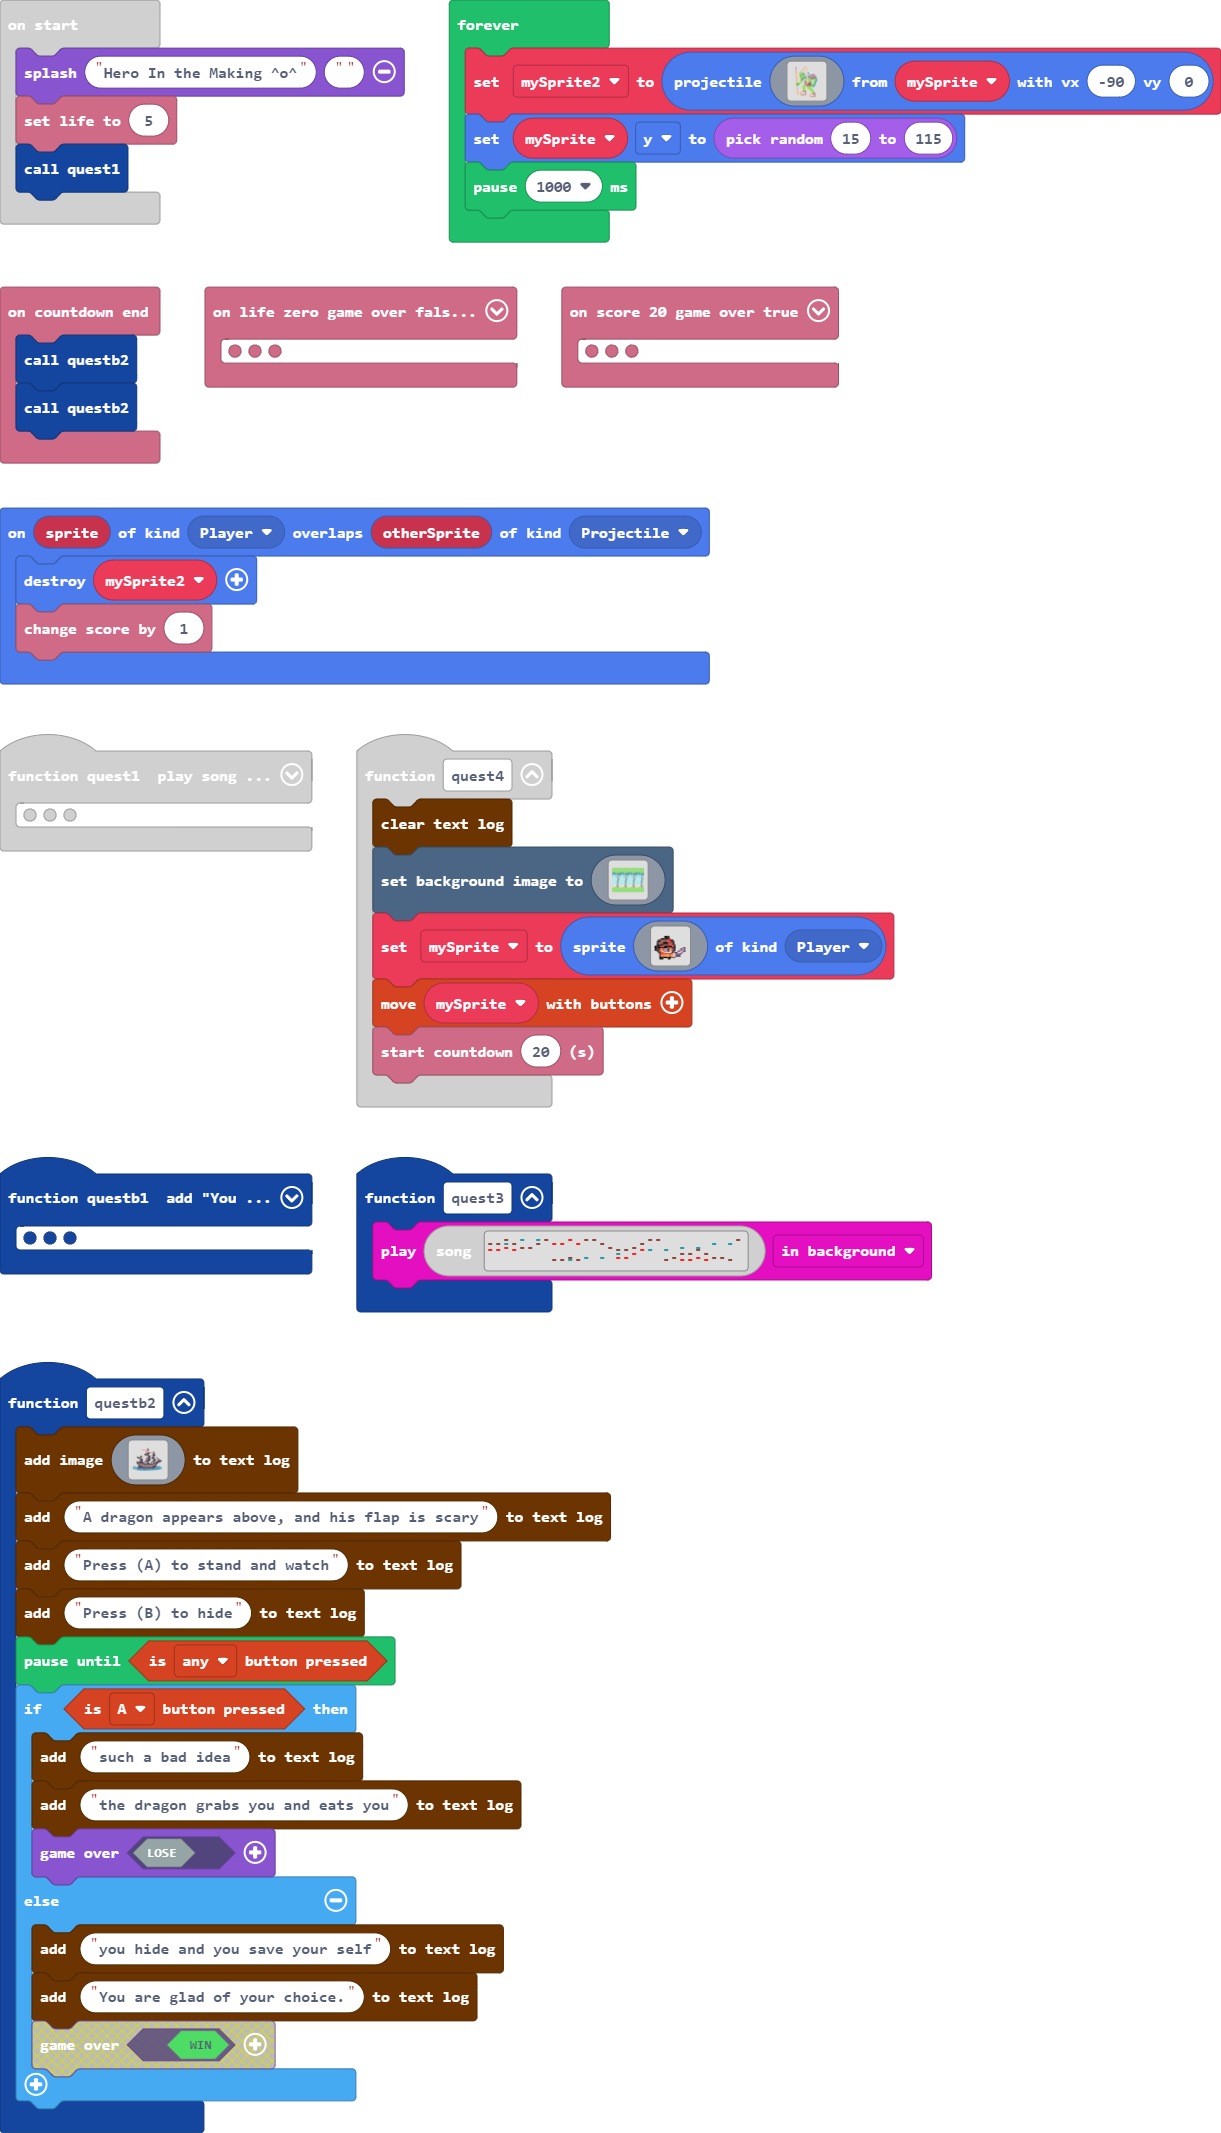 on start
splash "Hero In the Making ^o^" " "
set life to 5
call quest1
forever
set mySprite2 to projectile from mySprite with vx -90 vy 0
set mySprite y to pick random 15 to 115
pause 1000 ms
on countdown end
call questb2
call questb2
on life zero game over fals...
on score 20 game over true
on sprite of kind Player overlaps otherSprite of kind Projectile
destroy mySprite2
change score by 1
function quest1 play song ...
function quest4
clear text log
set background image to
set mySprite to sprite of kind Player
move mySprite with buttons
start countdown 20 (s)
function questb1 add "You ...
function quest3
play song in background
function questb2
add image to text log
add "A dragon appears above, and his flap is scary" to text log
add "Press (A) to stand and watch" to text log
add "Press (B) to hide" to text log
pause until is any button pressed
if is A button pressed then
add "such a bad idea" to text log
add "the dragon grabs you and eats you" to text log
game over LOSE
else
add "you hide and you save your self" to text log
add "You are glad of your choice." to text log
game over WIN